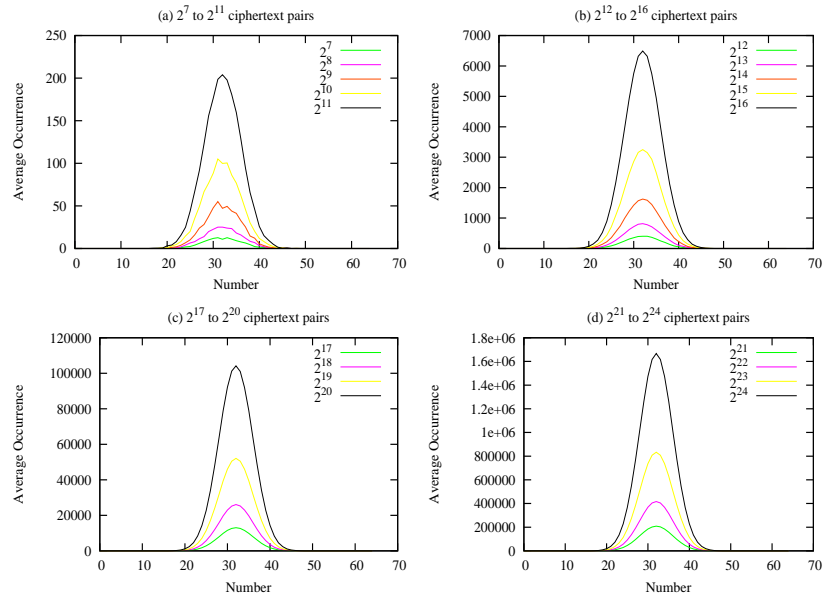 (a) 2^7 to 2^11 ciphertext pairs
250
200
150
100
50
0
0 10 20 30 40 50 60 70
Average Occurrence
Number
2^7
2^8
2^9
2^10
2^11
(b) 2^12 to 2^16 ciphertext pairs
7000
6000
5000
4000
3000
2000
1000
0
0 10 20 30 40 50 60 70
Average Occurrence
Number
2^12
2^13
2^14
2^15
2^16
(c) 2^17 to 2^20 ciphertext pairs
120000
100000
80000
60000
40000
20000
0
0 10 20 30 40 50 60 70
Average Occurrence
Number
2^17
2^18
2^19
2^20
(d) 2^21 to 2^24 ciphertext pairs
1.8e+06
1.6e+06
1.4e+06
1.2e+06
1e+06
800000
600000
400000
200000
0
0 10 20 30 40 50 60 70
Average Occurrence
Number
2^21
2^22
2^23
2^24